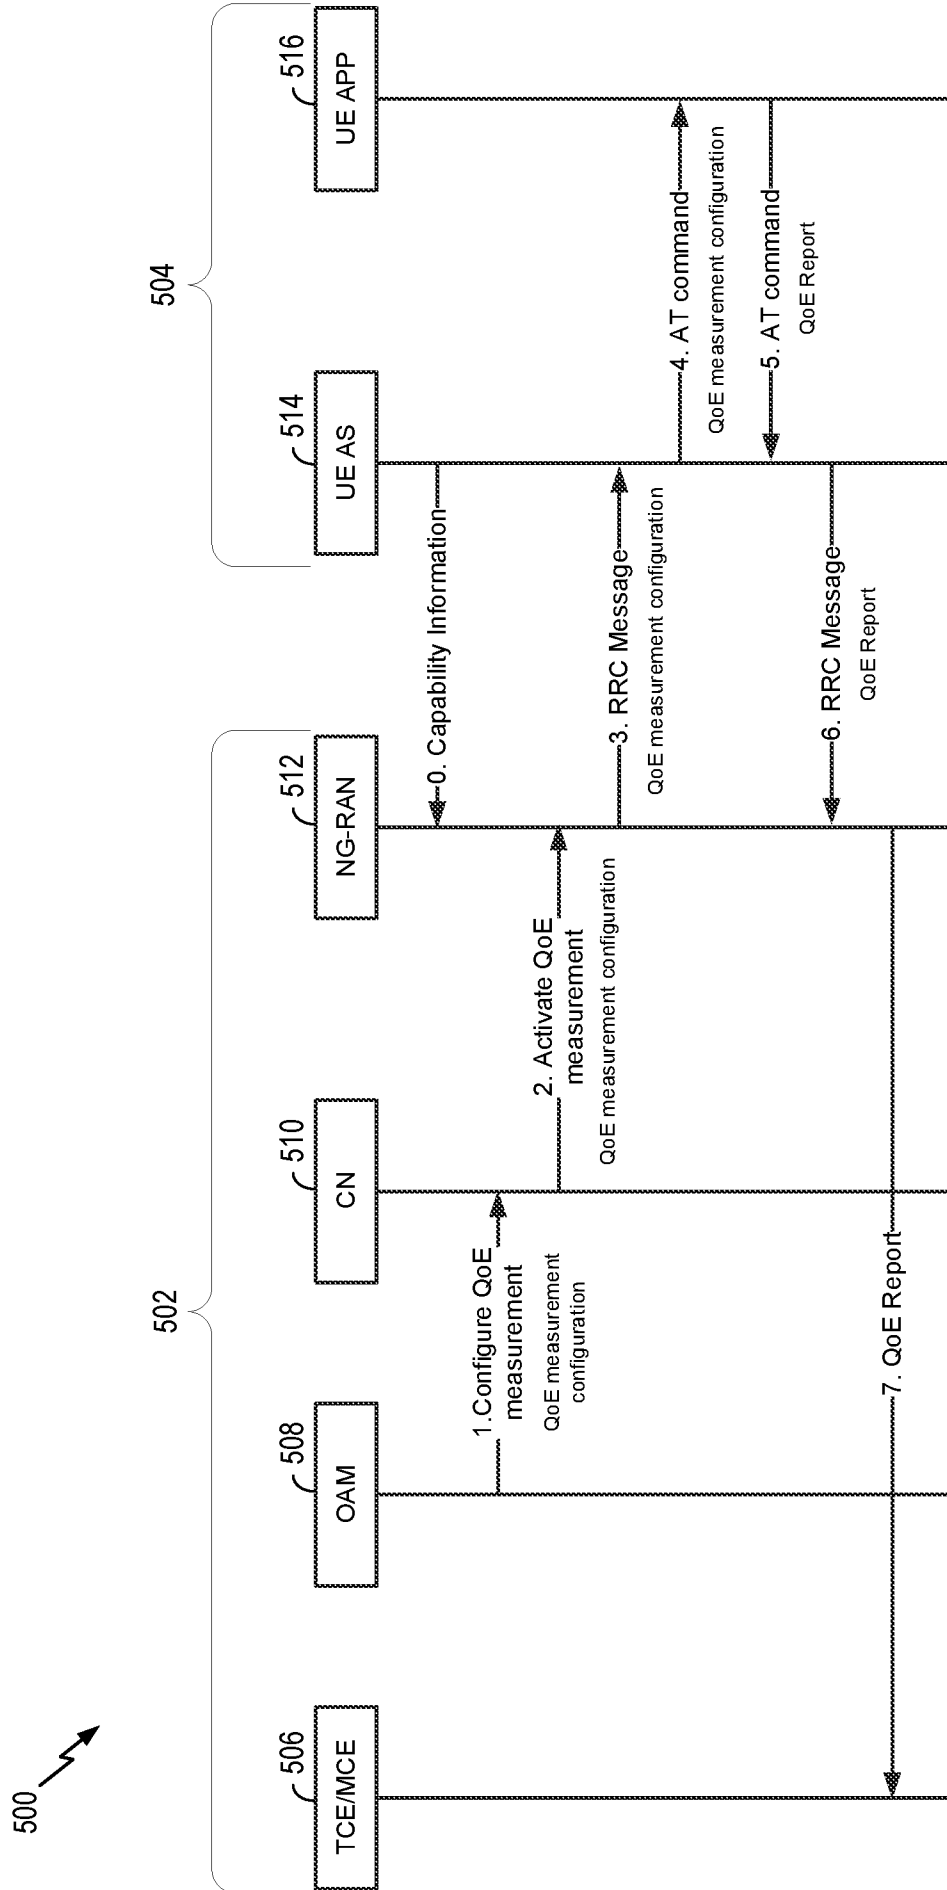 500
502
504
506
508
510
512
514
516
TCE/MCE
OAM
CN
NG-RAN
UE AS
UE APP
0. Capability Information
1.Configure QoE
measurement
QoE measurement
configuration
2. Activate QoE
measurement
QoE measurement configuration
3. RRC Message
QoE measurement configuration
4. AT command
QoE measurement configuration
5. AT command
QoE Report
6. RRC Message
QoE Report
7. QoE Report